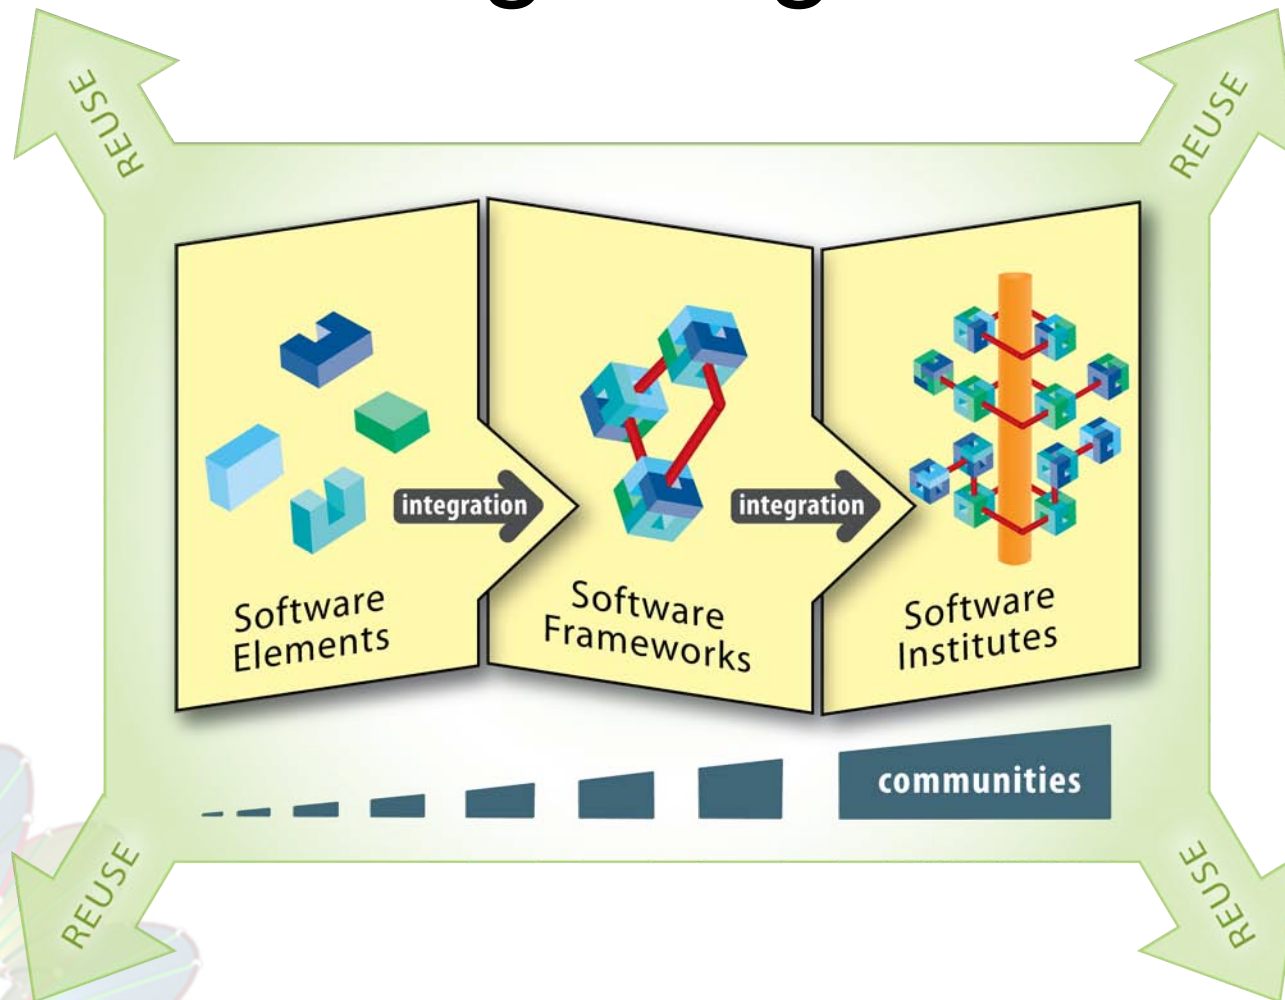 REUSE
REUSE
integration
integration
Software
Elements
Software
Frameworks
Software
Institutes
communities
REUSE
REUSE